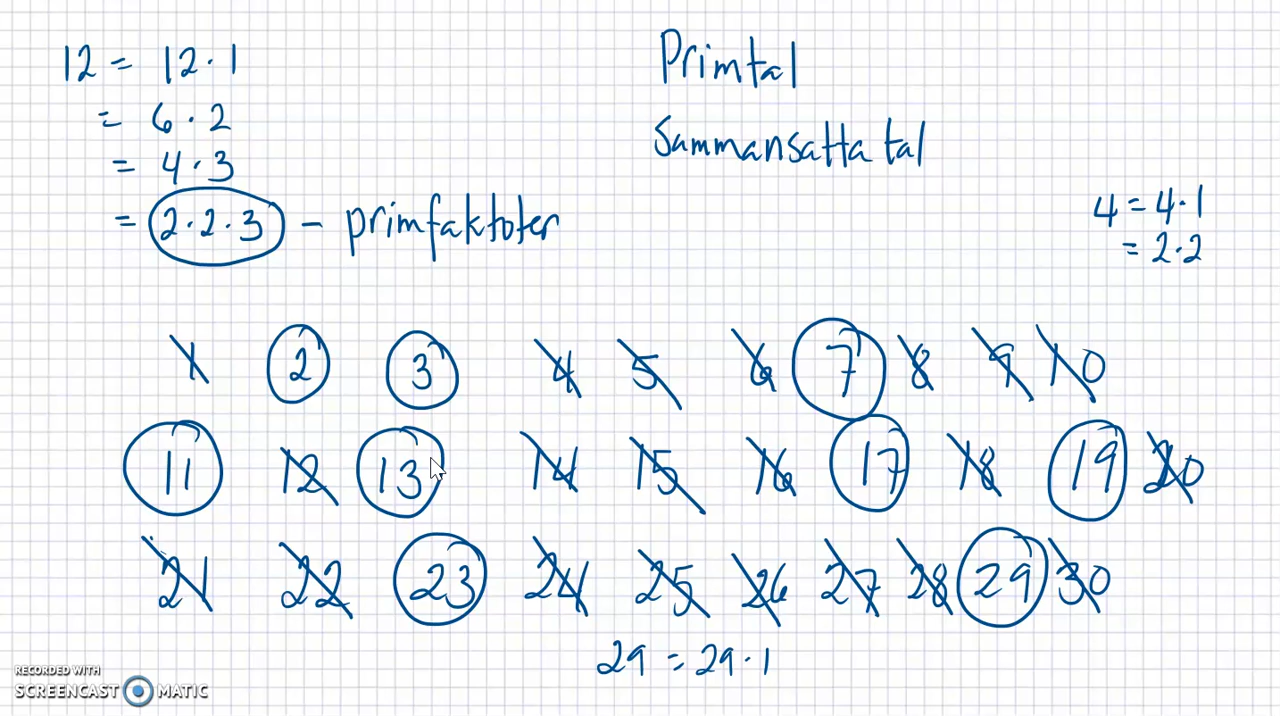 12 = 12·1
= 6·2
= 4·3
= 2·2·3 – primfaktoter
Primtal
Sammansatta tal
4 = 4·1
= 2·2
1 2 3 4 5 6 7 8 9 10
11 12 13 14 15 16 17 18 19 20
21 22 23 24 25 26 27 28 29 30
29 = 29·1
RECORDED WITH
SCREENCAST MATIC